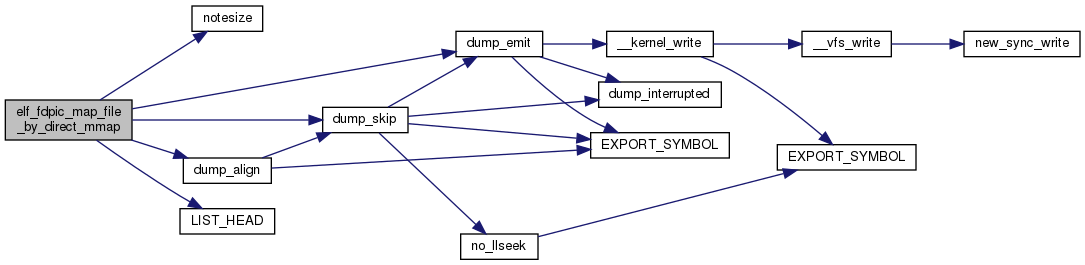 notesize
dump_emit
__kernel_write
__vfs_write
new_sync_write
elf_fdpic_map_file
_by_direct_mmap
dump_interrupted
dump_skip
EXPORT_SYMBOL
EXPORT_SYMBOL
dump_align
LIST_HEAD
no_llseek